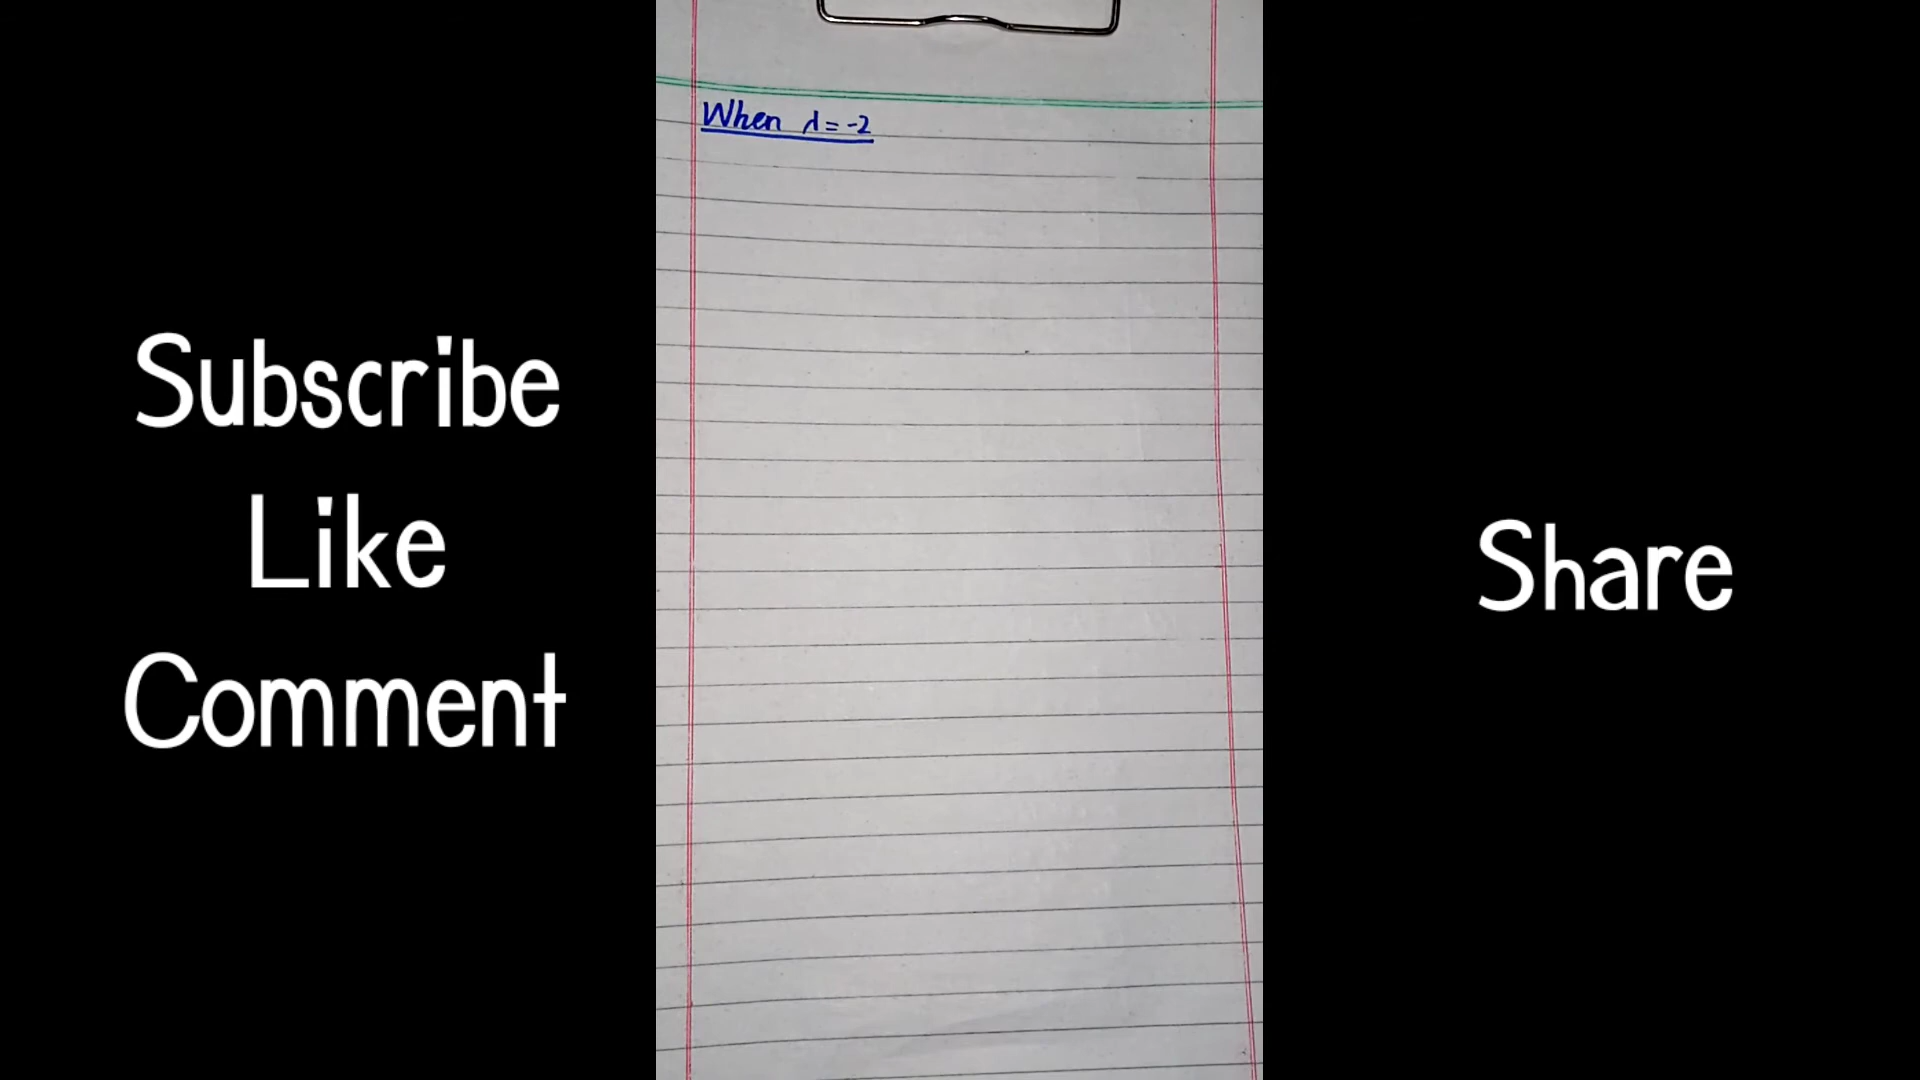 When λ = -2
Subscribe
Like
Comment
Share